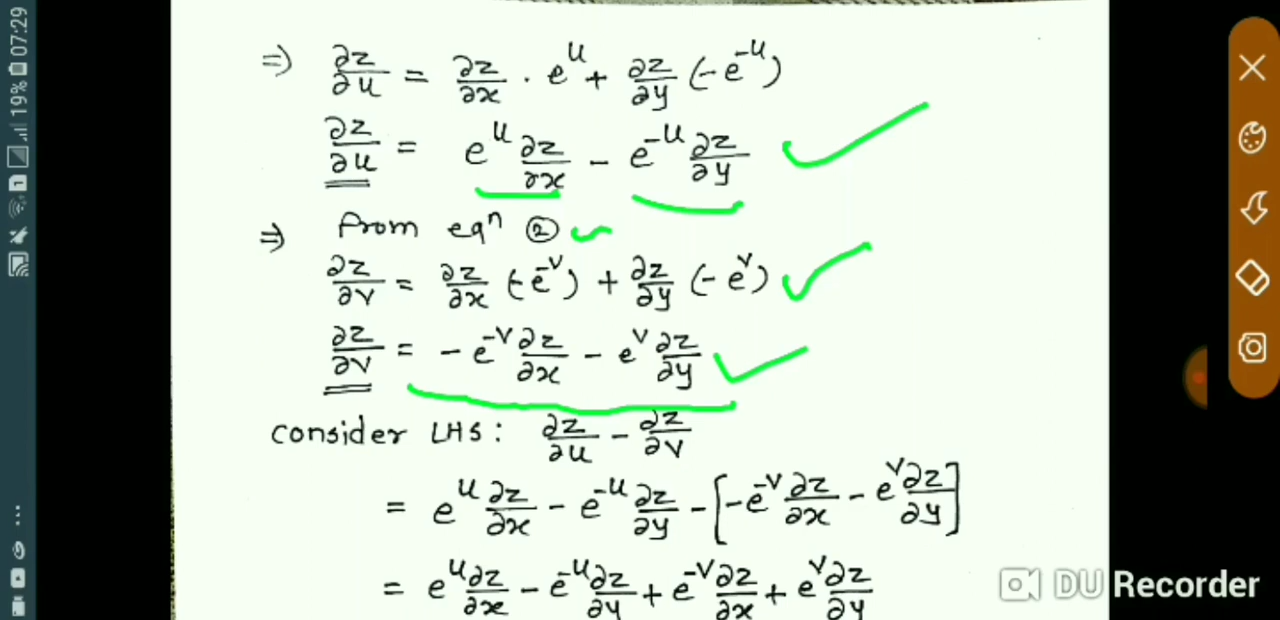 07:29
19%
⇒ ∂z/∂u = ∂z/∂x · e^u + ∂z/∂y (-e^-u)
∂z/∂u = e^u ∂z/∂x - e^-u ∂z/∂y
⇒ from eqⁿ ②
∂z/∂v = ∂z/∂x (-e^-v) + ∂z/∂y (-e^v)
∂z/∂v = - e^-v ∂z/∂x - e^v ∂z/∂y
consider LHS: ∂z/∂u - ∂z/∂v
= e^u ∂z/∂x - e^-u ∂z/∂y - [-e^-v ∂z/∂x - e^v ∂z/∂y]
= e^u ∂z/∂x - e^-u ∂z/∂y + e^-v ∂z/∂x + e^v ∂z/∂y
DU Recorder